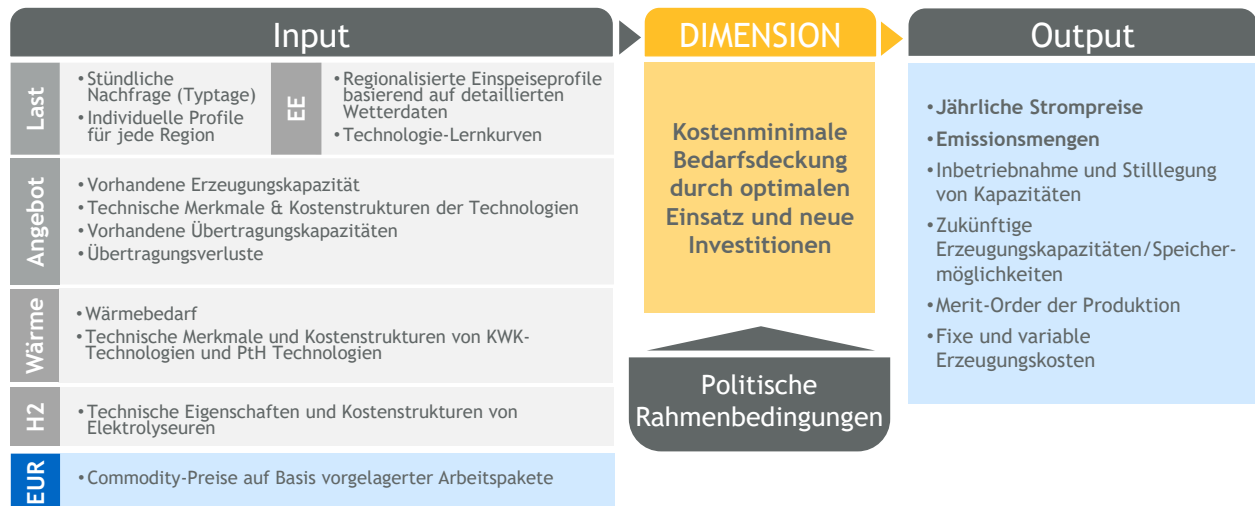 Input
Last
• Stündliche
Nachfrage (Typtage)
• Individuelle Profile
für jede Region
EE
• Regionalisierte Einspeiseprofile
basierend auf detaillierten
Wetterdaten
• Technologie-Lernkurven
Angebot
• Vorhandene Erzeugungskapazität
• Technische Merkmale & Kostenstrukturen der Technologien
• Vorhandene Übertragungskapazitäten
• Übertragungsverluste
Wärme
• Wärmebedarf
• Technische Merkmale und Kostenstrukturen von KWK-
Technologien und PtH Technologien
H2
• Technische Eigenschaften und Kostenstrukturen von
Elektrolyseuren
EUR
• Commodity-Preise auf Basis vorgelagerter Arbeitspakete
DIMENSION
Kostenminimale
Bedarfsdeckung
durch optimalen
Einsatz und neue
Investitionen
Politische
Rahmenbedingungen
Output
• Jährliche Strompreise
• Emissionsmengen
• Inbetriebnahme und Stilllegung
von Kapazitäten
• Zukünftige
Erzeugungskapazitäten/Speicher-
möglichkeiten
• Merit-Order der Produktion
• Fixe und variable
Erzeugungskosten